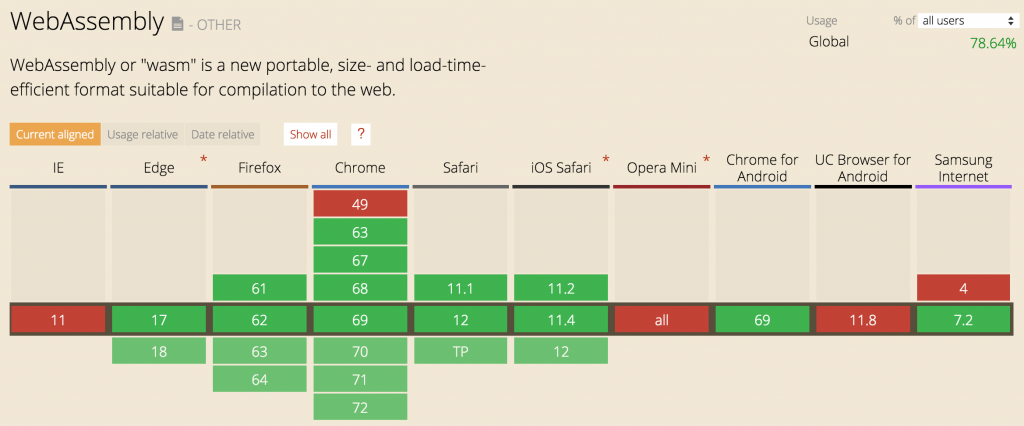 WebAssembly - OTHER
Usage % of all users
Global 78.64%
WebAssembly or "wasm" is a new portable, size- and load-time-
efficient format suitable for compilation to the web.
Current aligned Usage relative Date relative Show all ?
IE Edge * Firefox Chrome Safari iOS Safari * Opera Mini * Chrome for Android UC Browser for Android Samsung Internet
49
63
67
61 68 11.1 11.2 4
11 17 62 69 12 11.4 all 69 11.8 7.2
18 63 70 TP 12
64 71
72